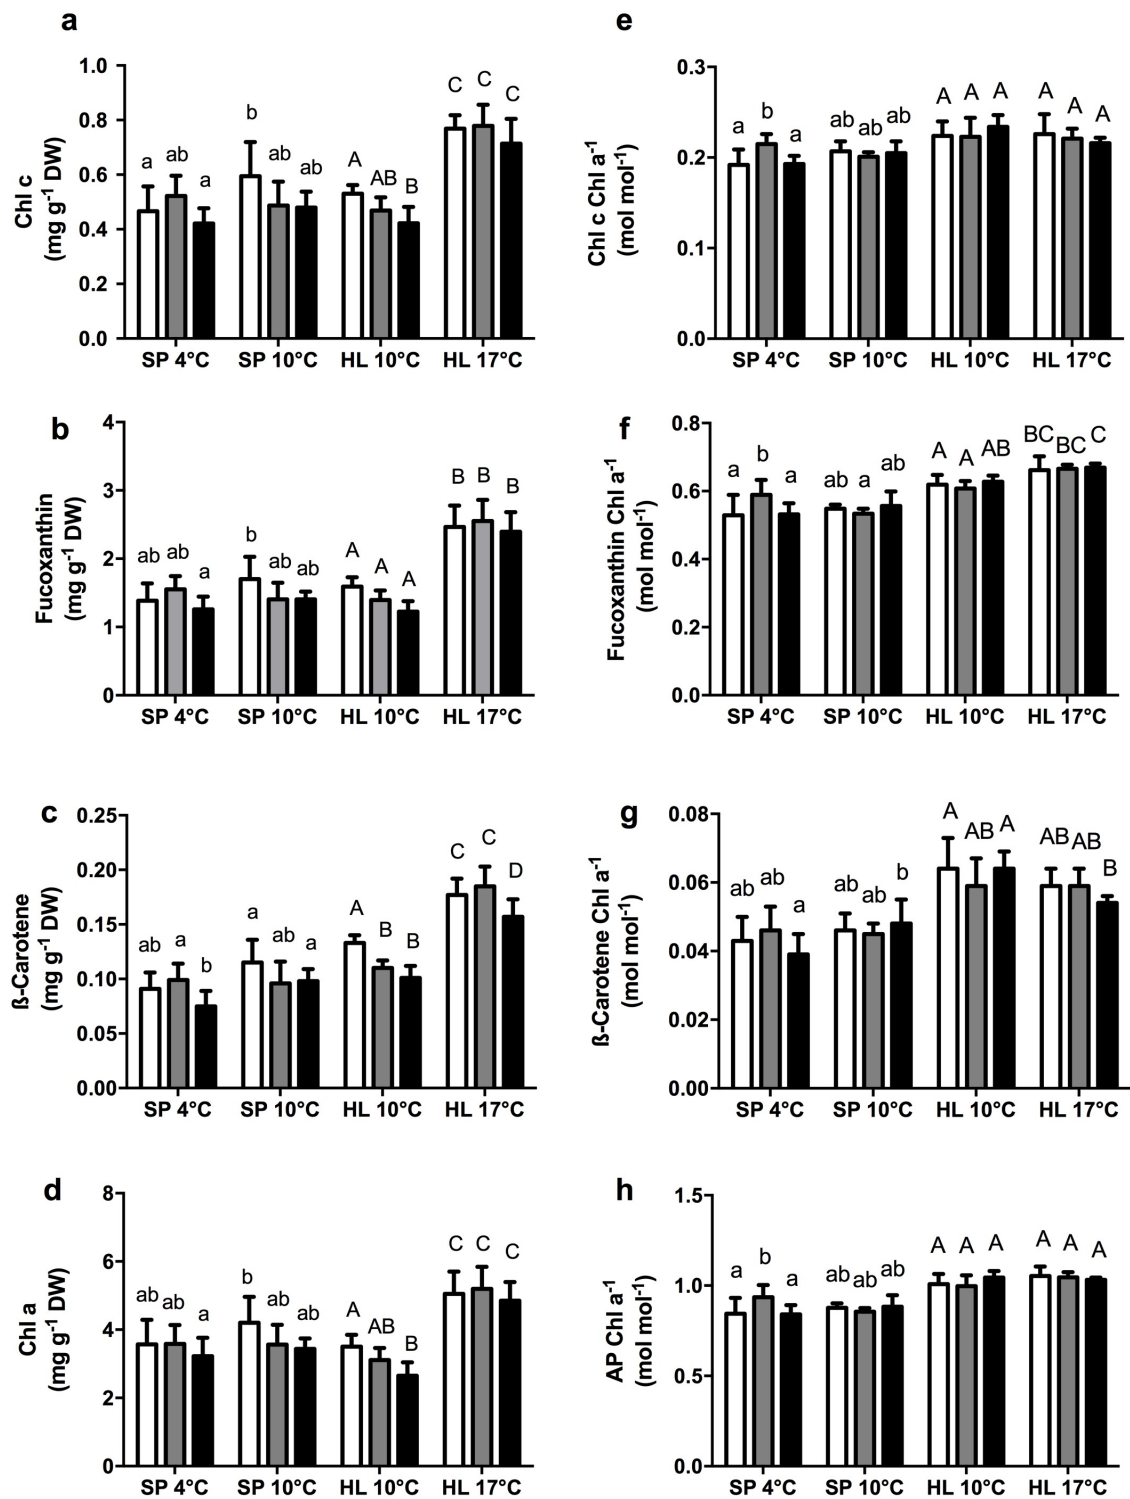 a
Chl c
(mg g⁻¹ DW)
1.0
0.8
0.6
0.4
0.2
0.0
a ab a
b ab ab
A AB B
C C C
SP 4°C SP 10°C HL 10°C HL 17°C
e
Chl c Chl a⁻¹
(mol mol⁻¹)
0.3
0.2
0.1
0.0
a b a
ab ab ab
A A A
A A A
SP 4°C SP 10°C HL 10°C HL 17°C
b
Fucoxanthin
(mg g⁻¹ DW)
4
3
2
1
0
ab ab a
b ab ab
A A A
B B B
SP 4°C SP 10°C HL 10°C HL 17°C
f
Fucoxanthin Chl a⁻¹
(mol mol⁻¹)
0.8
0.6
0.4
0.2
0.0
a b a
ab a ab
A A AB
BC BC C
SP 4°C SP 10°C HL 10°C HL 17°C
c
ß-Carotene
(mg g⁻¹ DW)
0.25
0.20
0.15
0.10
0.05
0.00
ab a b
a ab a
A B B
C C D
SP 4°C SP 10°C HL 10°C HL 17°C
g
ß-Carotene Chl a⁻¹
(mol mol⁻¹)
0.08
0.06
0.04
0.02
0.00
ab ab a
ab ab b
A AB A
AB AB B
SP 4°C SP 10°C HL 10°C HL 17°C
d
Chl a
(mg g⁻¹ DW)
8
6
4
2
0
ab ab a
b ab ab
A AB B
C C C
SP 4°C SP 10°C HL 10°C HL 17°C
h
AP Chl a⁻¹
(mol mol⁻¹)
1.5
1.0
0.5
0.0
a b a
ab ab ab
A A A
A A A
SP 4°C SP 10°C HL 10°C HL 17°C